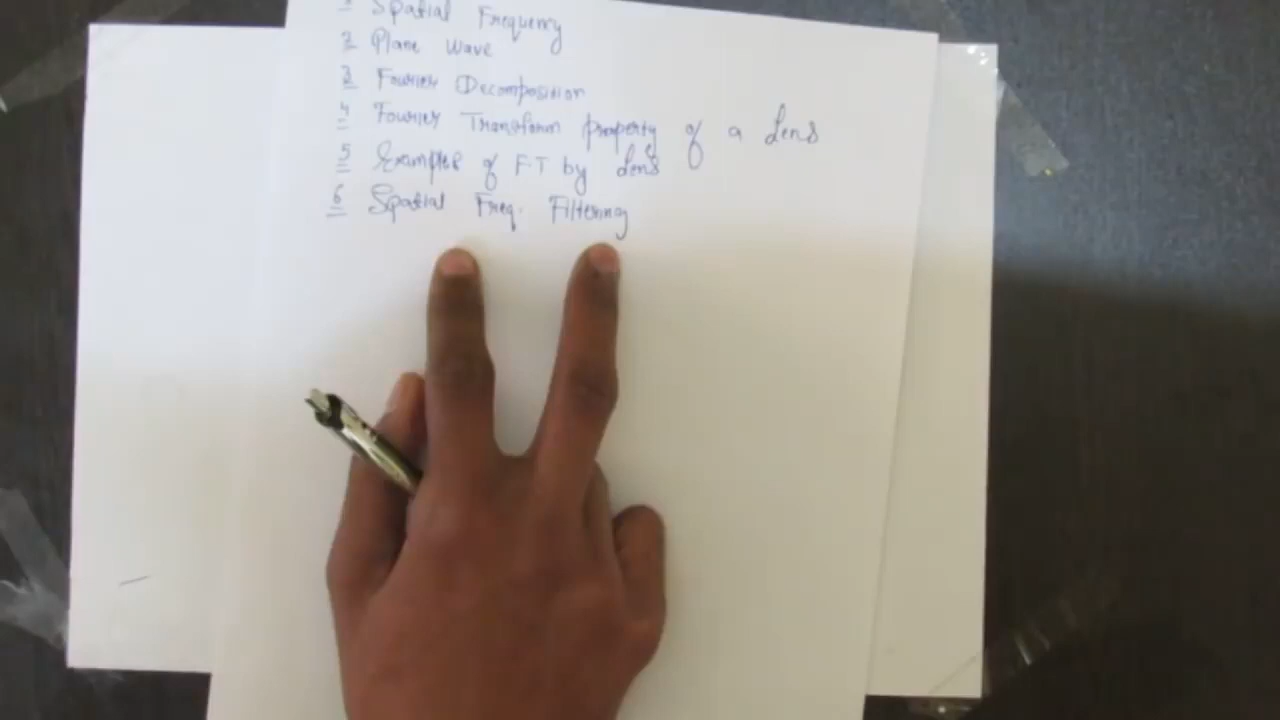 1 Spatial Frequency
2 Plane Wave
3 Fourier Decomposition
4 Fourier Transform property of a Lens
5 Examples of F.T by Lens
6 Spatial Freq. Filtering